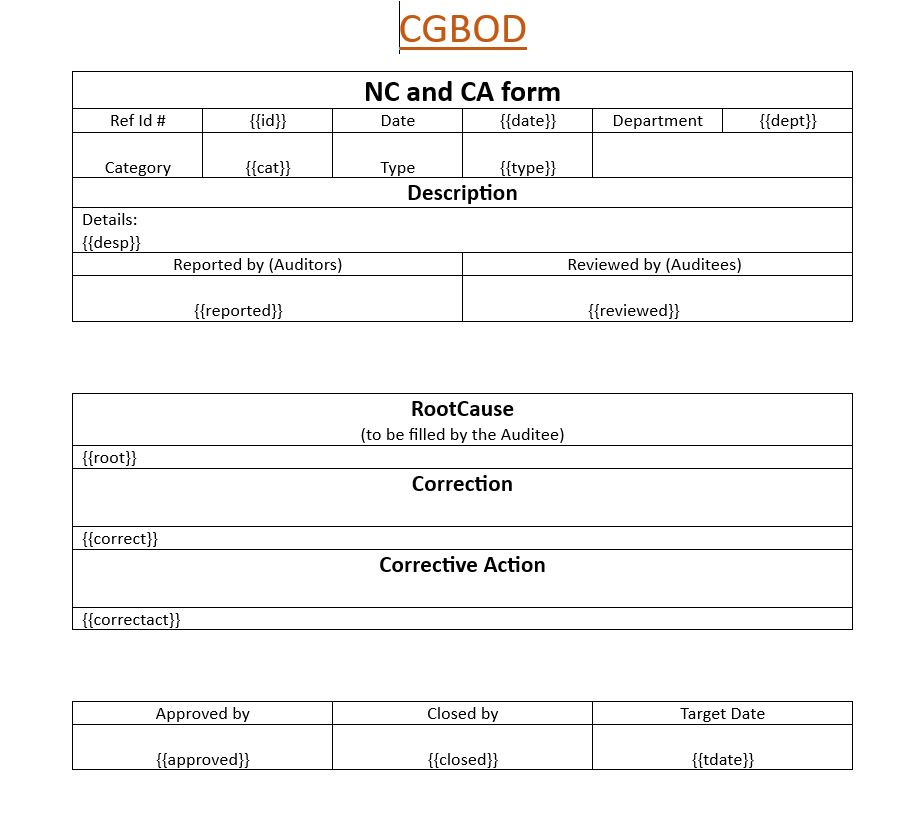 CGBOD
NC and CA form
Ref Id # {{id}} Date {{date}} Department {{dept}}
Category {{cat}} Type {{type}}
Description
Details:
{{desp}}
Reported by (Auditors) Reviewed by (Auditees)
{{reported}} {{reviewed}}
RootCause
(to be filled by the Auditee)
{{root}}
Correction
{{correct}}
Corrective Action
{{correctact}}
Approved by Closed by Target Date
{{approved}} {{closed}} {{tdate}}